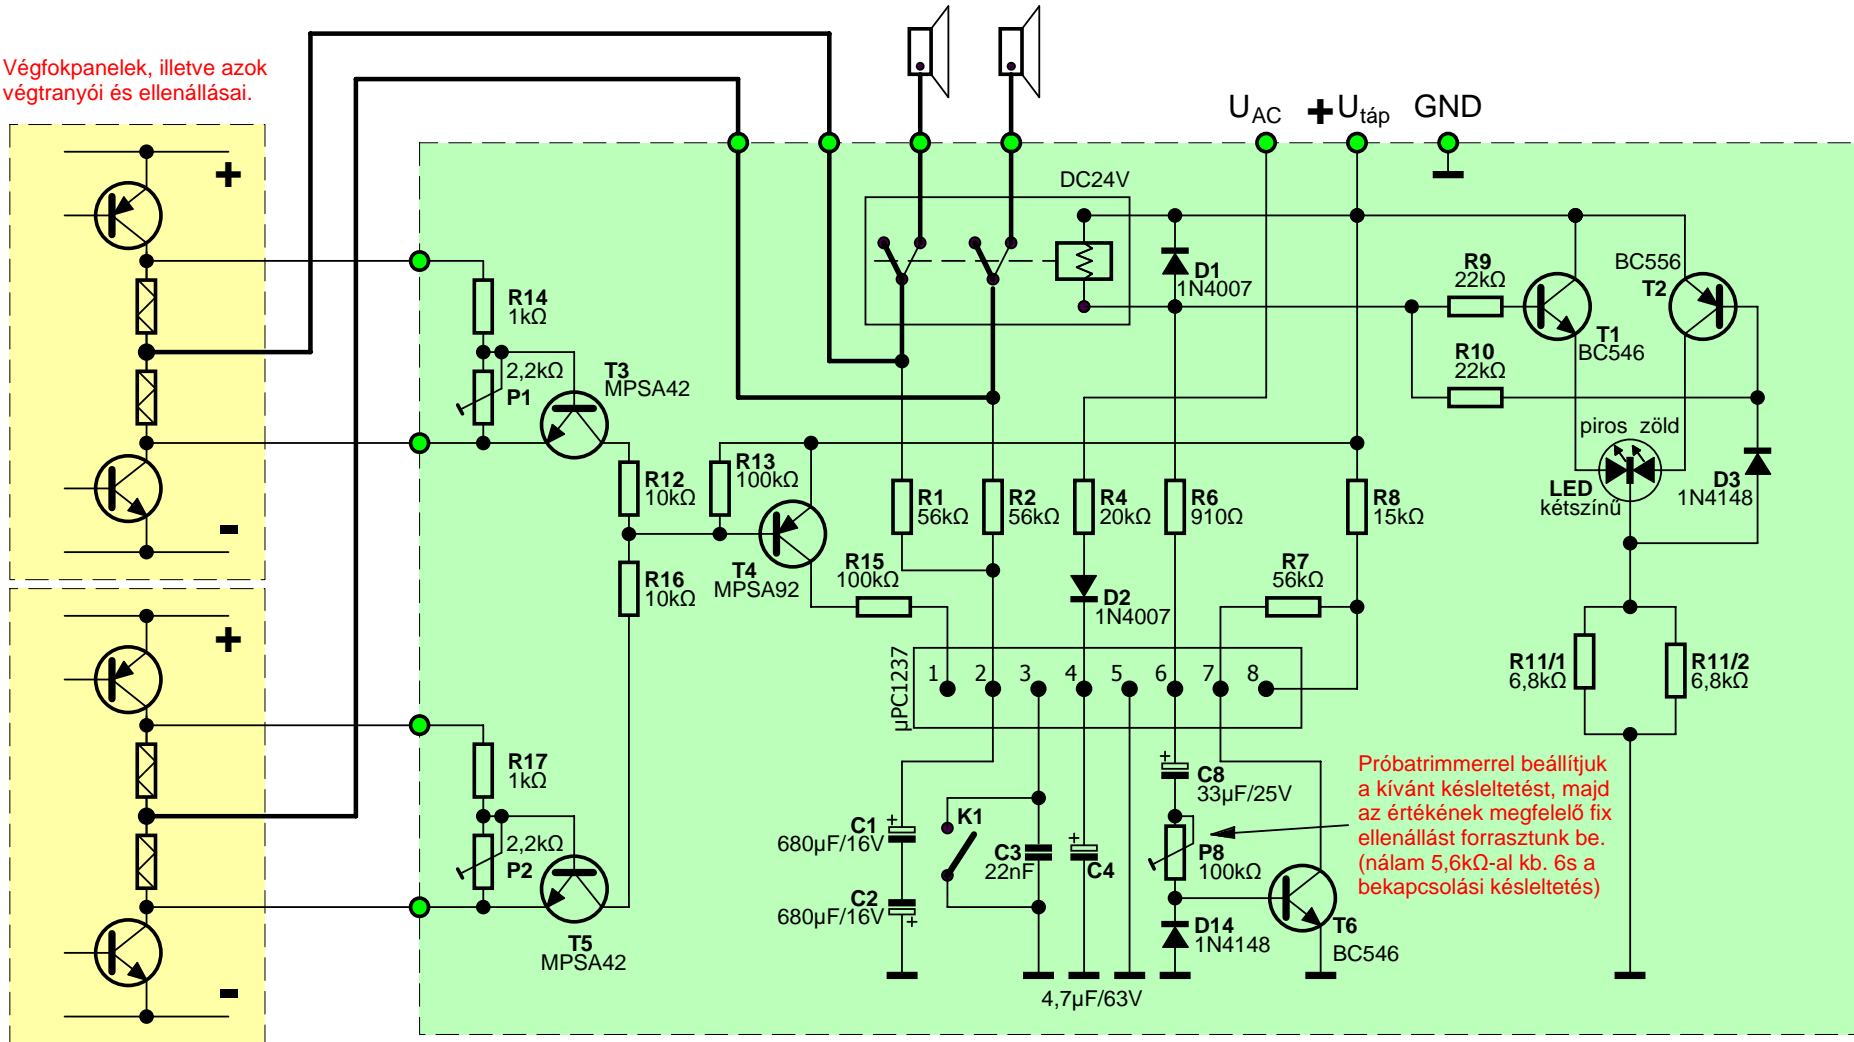 Végfokpanelek, illetve azok
végtranyói és ellenállásai.
+
-
+
-
U_AC
+U_táp
GND
DC24V
R14
1kΩ
2,2kΩ
P1
T3
MPSA42
R12
10kΩ
R13
100kΩ
R16
10kΩ
T4
MPSA92
R15
100kΩ
R1
56kΩ
R2
56kΩ
R4
20kΩ
R6
910Ω
R8
15kΩ
R7
56kΩ
D1
1N4007
D2
1N4007
R9
22kΩ
R10
22kΩ
T1
BC546
BC556
T2
piros zöld
LED
kétszínű
D3
1N4148
R11/1
6,8kΩ
R11/2
6,8kΩ
µPC1237
1 2 3 4 5 6 7 8
R17
1kΩ
2,2kΩ
P2
T5
MPSA42
+
C1
680µF/16V
C2
680µF/16V
+
K1
C3
22nF
+
C4
4,7µF/63V
+
C8
33µF/25V
P8
100kΩ
D14
1N4148
T6
BC546
Próbatrimmerrel beállítjuk
a kívánt késleltetést, majd
az értékének megfelelő fix
ellenállást forrasztunk be.
(nálam 5,6kΩ-al kb. 6s a
bekapcsolási késleltetés)